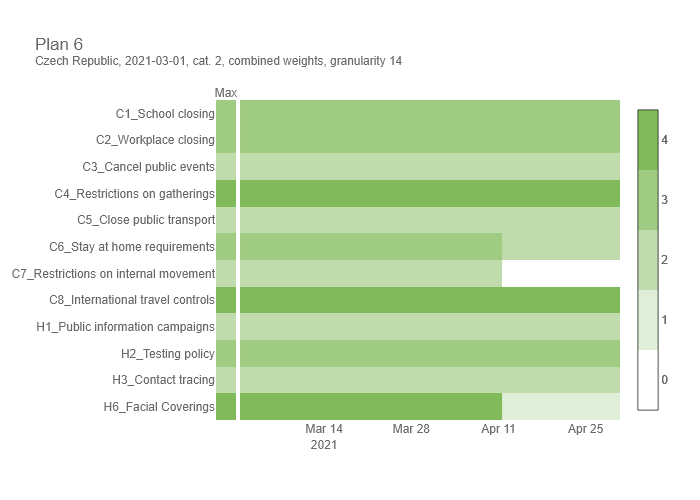 Plan 6
Czech Republic, 2021-03-01, cat. 2, combined weights, granularity 14
Max
C1_School closing
C2_Workplace closing
C3_Cancel public events
C4_Restrictions on gatherings
C5_Close public transport
C6_Stay at home requirements
C7_Restrictions on internal movement
C8_International travel controls
H1_Public information campaigns
H2_Testing policy
H3_Contact tracing
H6_Facial Coverings
Mar 14 Mar 28 Apr 11 Apr 25
2021
4
3
2
1
0